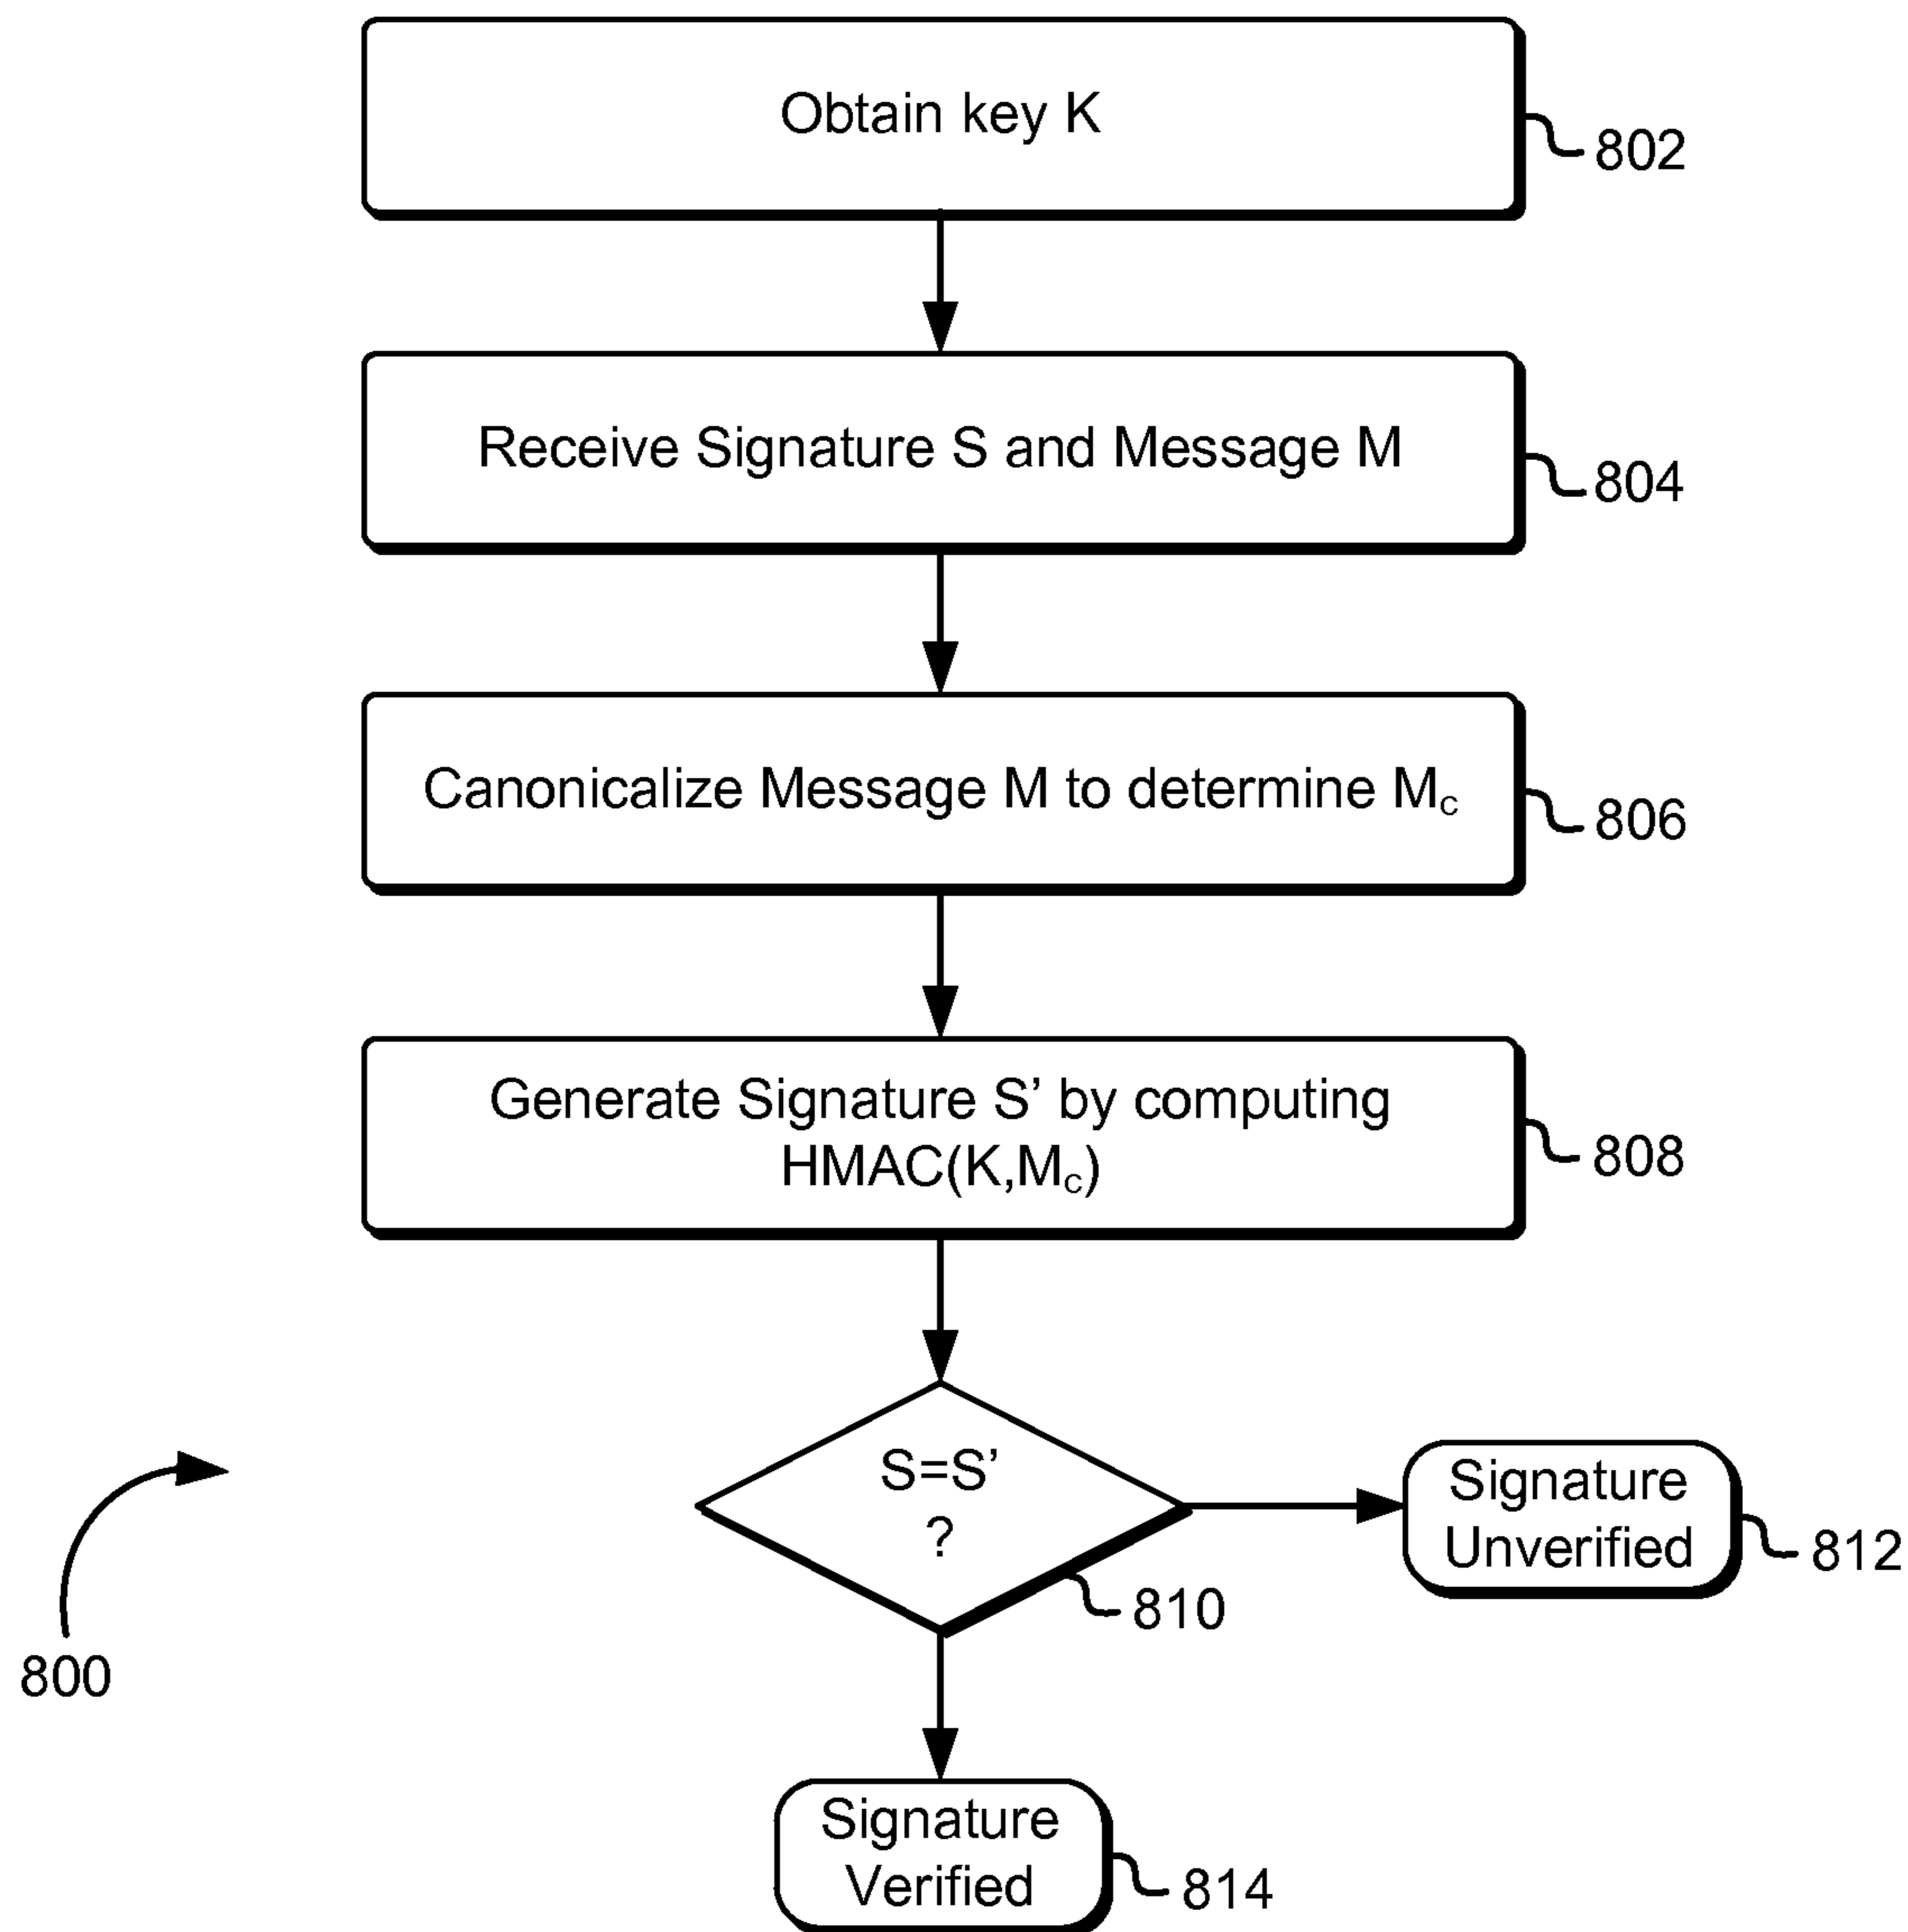 Obtain key K
802
Receive Signature S and Message M
804
Canonicalize Message M to determine Mc
806
Generate Signature S’ by computing
HMAC(K,Mc)
808
S=S’
?
810
Signature
Unverified
812
800
Signature
Verified
814